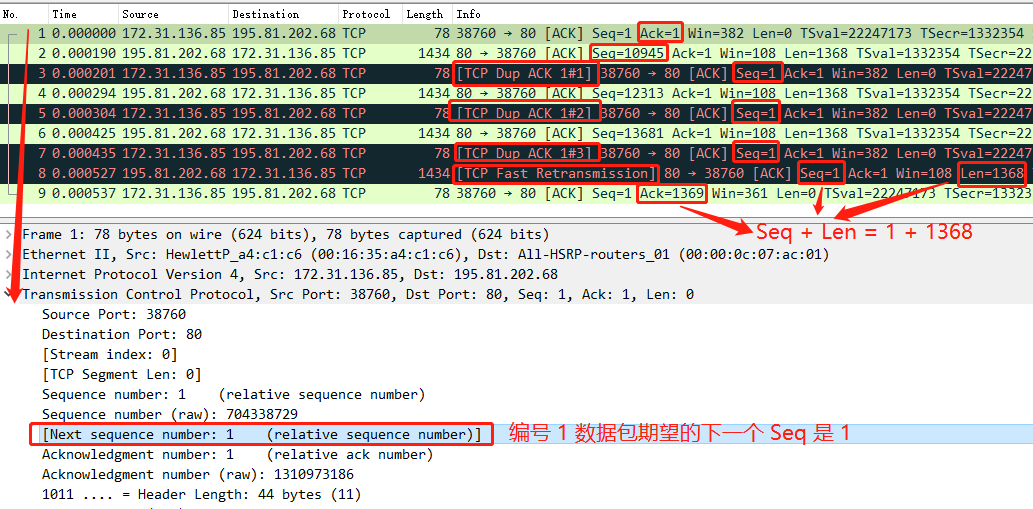 No. Time Source Destination Protocol Length Info
1 0.000000 172.31.136.85 195.81.202.68 TCP 78 38760 → 80 [ACK] Seq=1 Ack=1 Win=382 Len=0 TSval=22247173 TSecr=1332354
2 0.000190 195.81.202.68 172.31.136.85 TCP 1434 80 → 38760 [ACK] Seq=10945 Ack=1 Win=108 Len=1368 TSval=1332354 TSecr=22
3 0.000201 172.31.136.85 195.81.202.68 TCP 78 [TCP Dup ACK 1#1] 38760 → 80 [ACK] Seq=1 Ack=1 Win=382 Len=0 TSval=22247
4 0.000294 195.81.202.68 172.31.136.85 TCP 1434 80 → 38760 [ACK] Seq=12313 Ack=1 Win=108 Len=1368 TSval=1332354 TSecr=22
5 0.000304 172.31.136.85 195.81.202.68 TCP 78 [TCP Dup ACK 1#2] 38760 → 80 [ACK] Seq=1 Ack=1 Win=382 Len=0 TSval=22247
6 0.000425 195.81.202.68 172.31.136.85 TCP 1434 80 → 38760 [ACK] Seq=13681 Ack=1 Win=108 Len=1368 TSval=1332354 TSecr=22
7 0.000435 172.31.136.85 195.81.202.68 TCP 78 [TCP Dup ACK 1#3] 38760 → 80 [ACK] Seq=1 Ack=1 Win=382 Len=0 TSval=22247
8 0.000527 195.81.202.68 172.31.136.85 TCP 1434 [TCP Fast Retransmission] 80 → 38760 [ACK] Seq=1 Ack=1 Win=108 Len=1368
9 0.000537 172.31.136.85 195.81.202.68 TCP 78 38760 → 80 [ACK] Seq=1 Ack=1369 Win=361 Len=0 TSval=22247173 TSecr=13323
Seq + Len = 1 + 1368
Frame 1: 78 bytes on wire (624 bits), 78 bytes captured (624 bits)
Ethernet II, Src: HewlettP_a4:c1:c6 (00:16:35:a4:c1:c6), Dst: All-HSRP-routers_01 (00:00:0c:07:ac:01)
Internet Protocol Version 4, Src: 172.31.136.85, Dst: 195.81.202.68
Transmission Control Protocol, Src Port: 38760, Dst Port: 80, Seq: 1, Ack: 1, Len: 0
Source Port: 38760
Destination Port: 80
[Stream index: 0]
[TCP Segment Len: 0]
Sequence number: 1 (relative sequence number)
Sequence number (raw): 704338729
[Next sequence number: 1 (relative sequence number)] 编号 1 数据包期望的下一个 Seq 是 1
Acknowledgment number: 1 (relative ack number)
Acknowledgment number (raw): 1310973186
1011 .... = Header Length: 44 bytes (11)